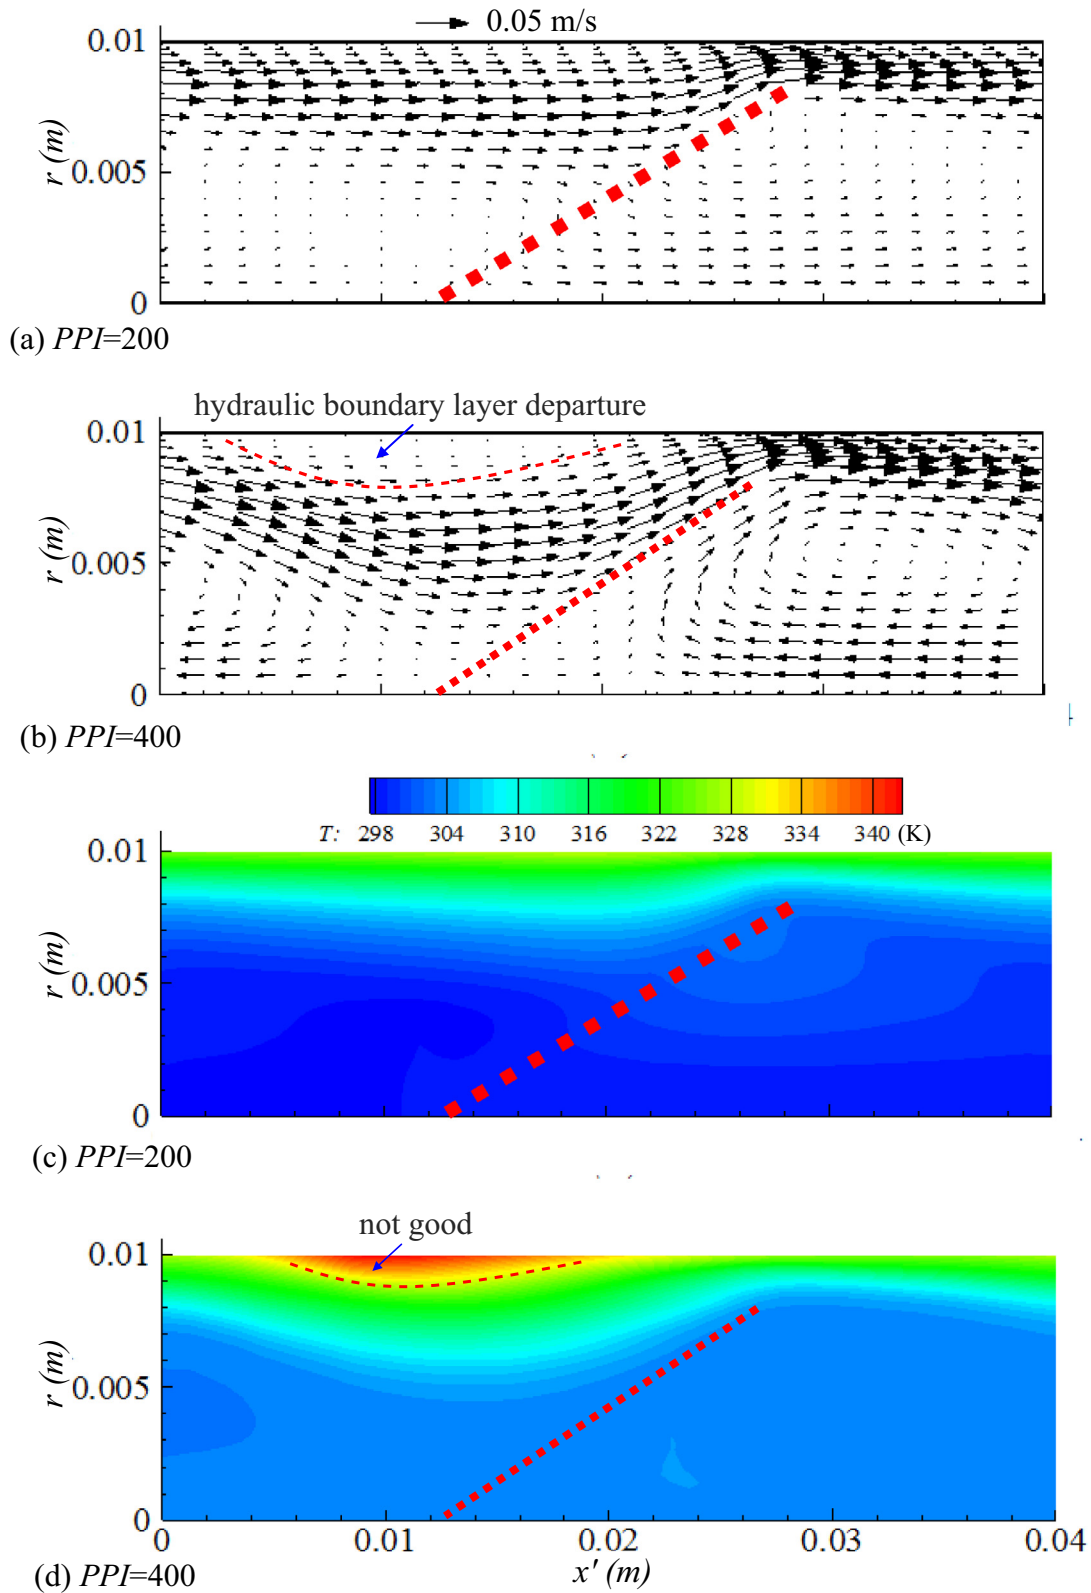 0.05 m/s
0.01
r (m)
0.005
0
(a) PPI=200
hydraulic boundary layer departure
0.01
r (m)
0.005
0
(b) PPI=400
T: 298 304 310 316 322 328 334 340 (K)
0.01
r (m)
0.005
0
(c) PPI=200
not good
0.01
r (m)
0.005
0
0 0.01 0.02 0.03 0.04
x' (m)
(d) PPI=400